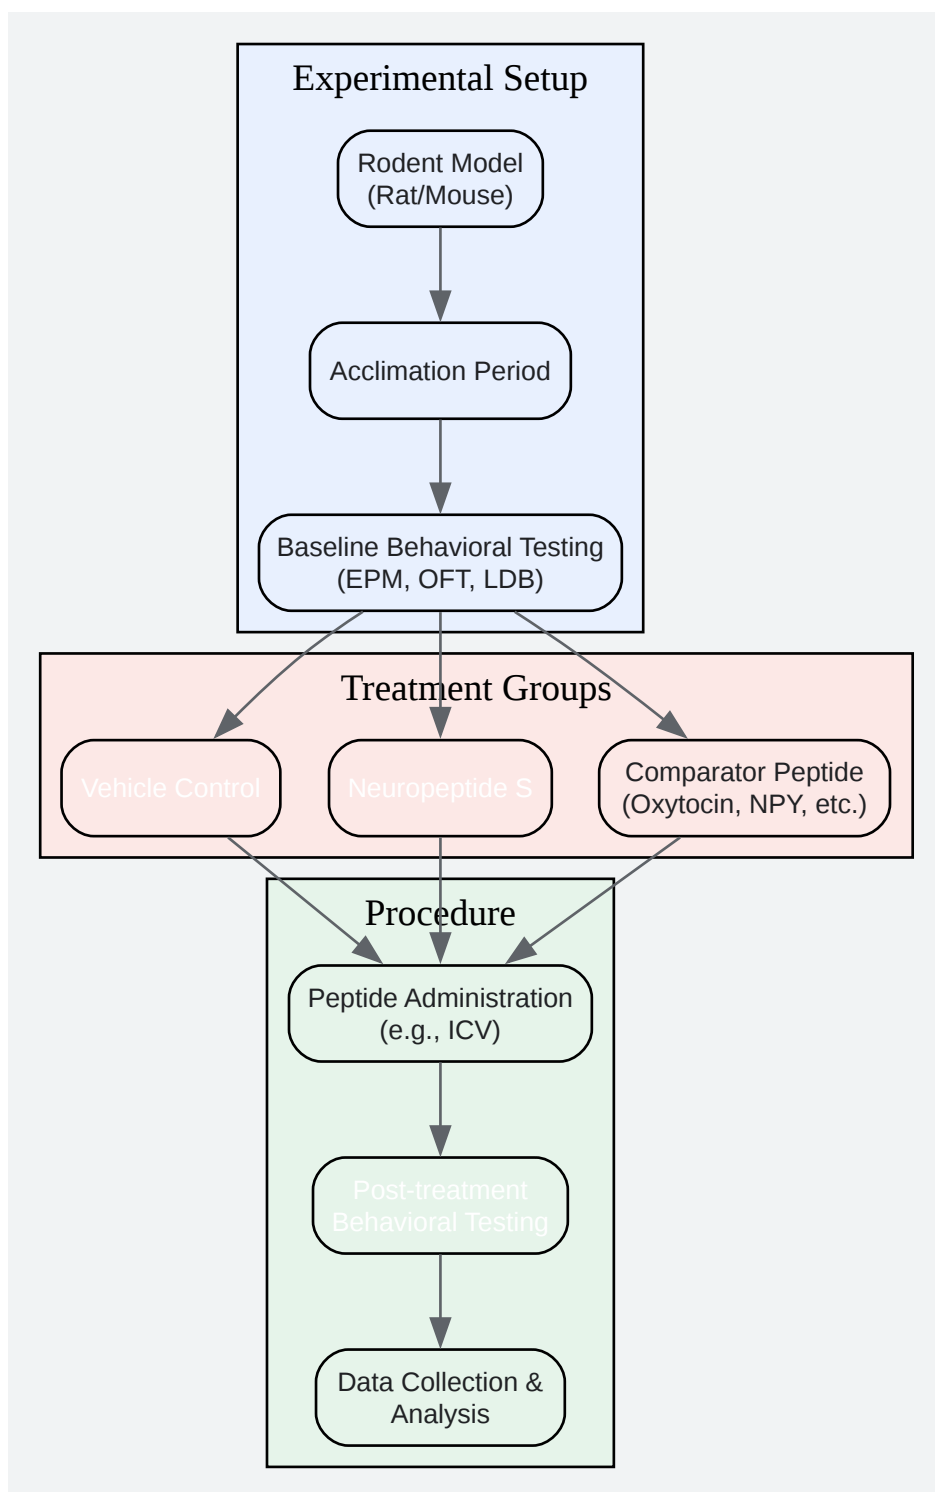 Experimental Setup
Rodent Model
(Rat/Mouse)
Acclimation Period
Baseline Behavioral Testing
(EPM, OFT, LDB)
Treatment Groups
Vehicle Control
Neuropeptide S
Comparator Peptide
(Oxytocin, NPY, etc.)
Procedure
Peptide Administration
(e.g., ICV)
Post-treatment
Behavioral Testing
Data Collection &
Analysis